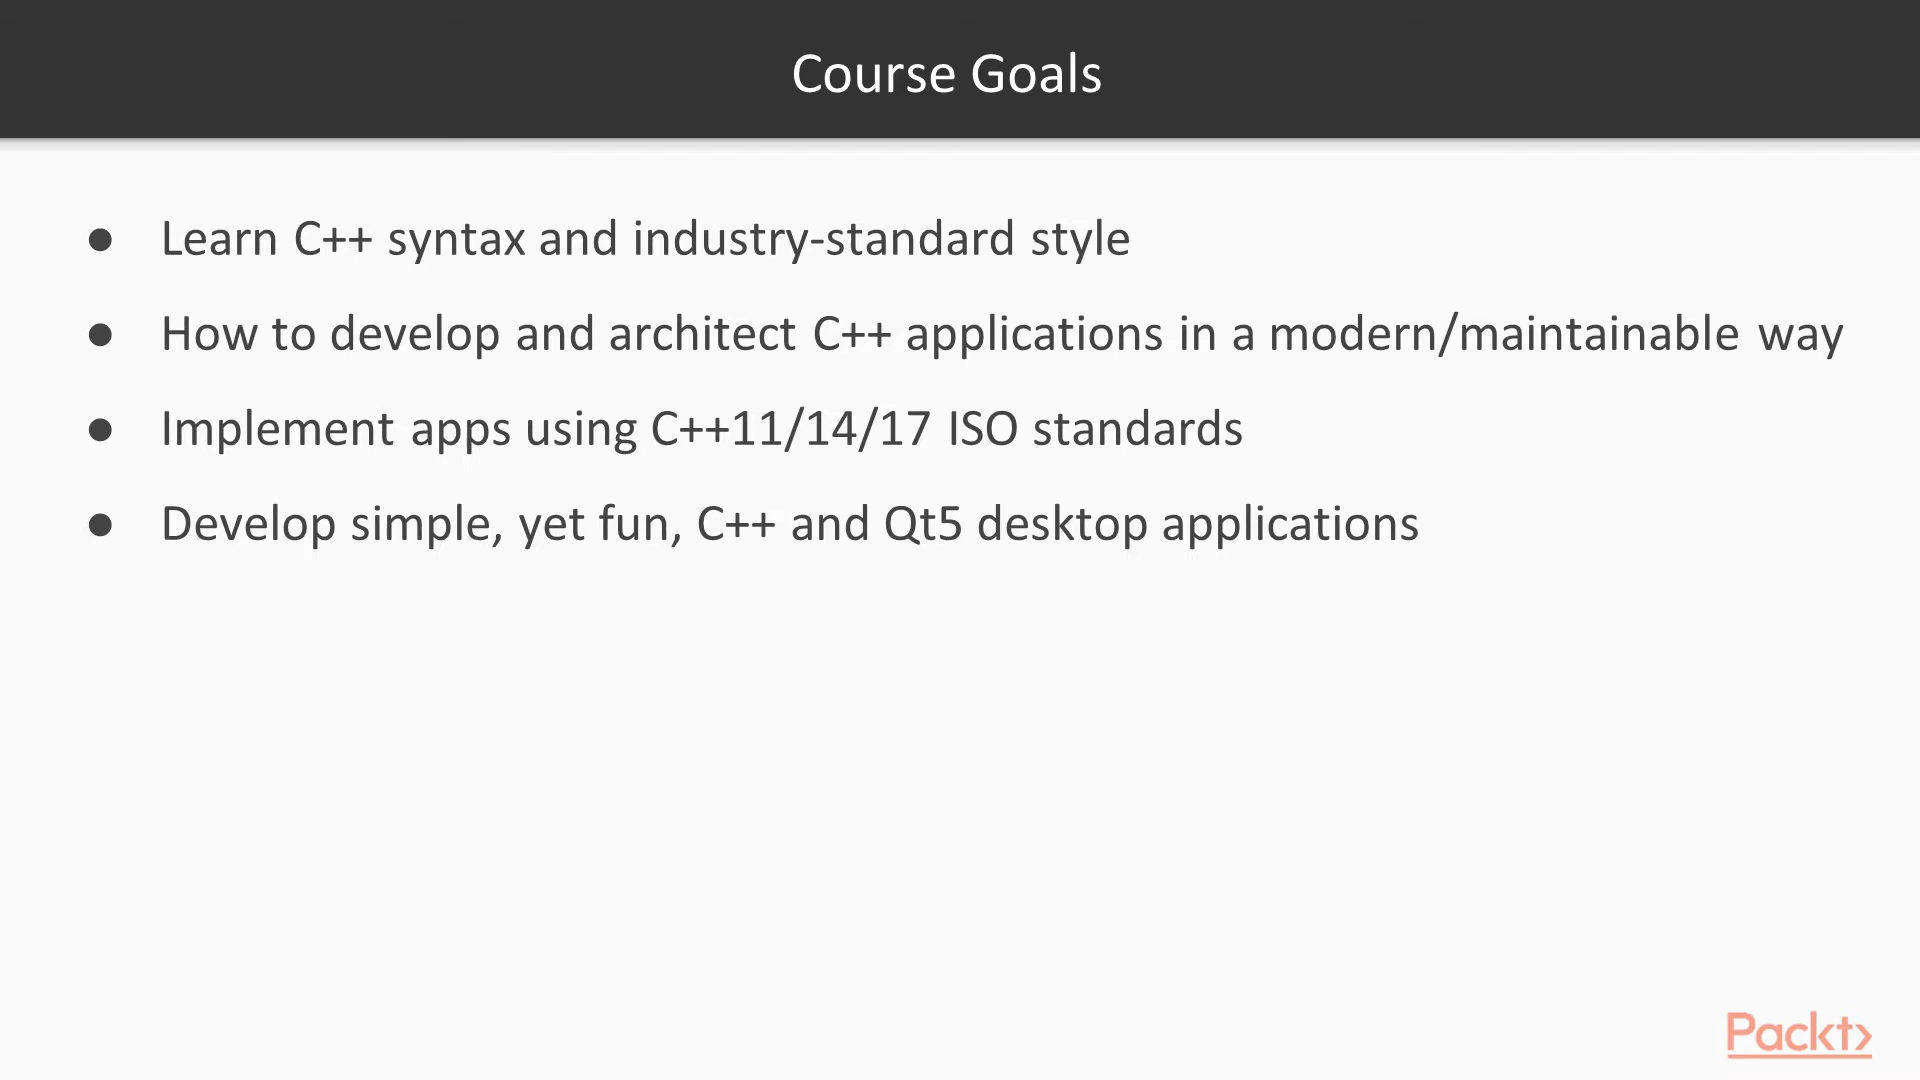 Course Goals
● Learn C++ syntax and industry-standard style
● How to develop and architect C++ applications in a modern/maintainable way
● Implement apps using C++11/14/17 ISO standards
● Develop simple, yet fun, C++ and Qt5 desktop applications
Packt>